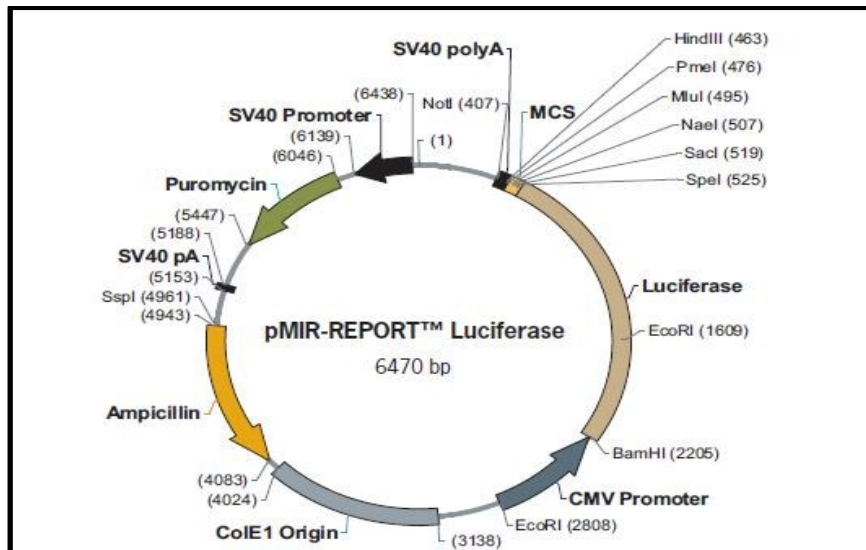 SV40 polyA
HindIII (463)
PmeI (476)
MluI (495)
NaeI (507)
SacI (519)
SpeI (525)
MCS
NotI (407)
(1)
(6438)
SV40 Promoter
(6139)
(6046)
Puromycin
(5447)
(5188)
SV40 pA
(5153)
SspI (4961)
(4943)
pMIR-REPORT™ Luciferase
6470 bp
Luciferase
EcoRI (1609)
Ampicillin
BamHI (2205)
(4083)
(4024)
CMV Promoter
EcoRI (2808)
ColE1 Origin
(3138)